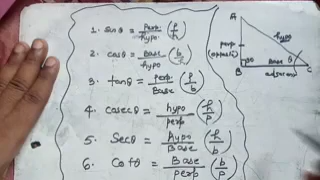 1. sinθ = perp./hypo (p/h)
2. cosθ = Base/hypo (b/h)
3. tanθ = perp./Base (p/b)
4. cosecθ = hypo/perp (h/p)
5. Secθ = hypo/Base (h/b)
6. Cotθ = Base/perp (b/p)
A
hypo
perp
(opposite)
90 Base θ
B adjacent C